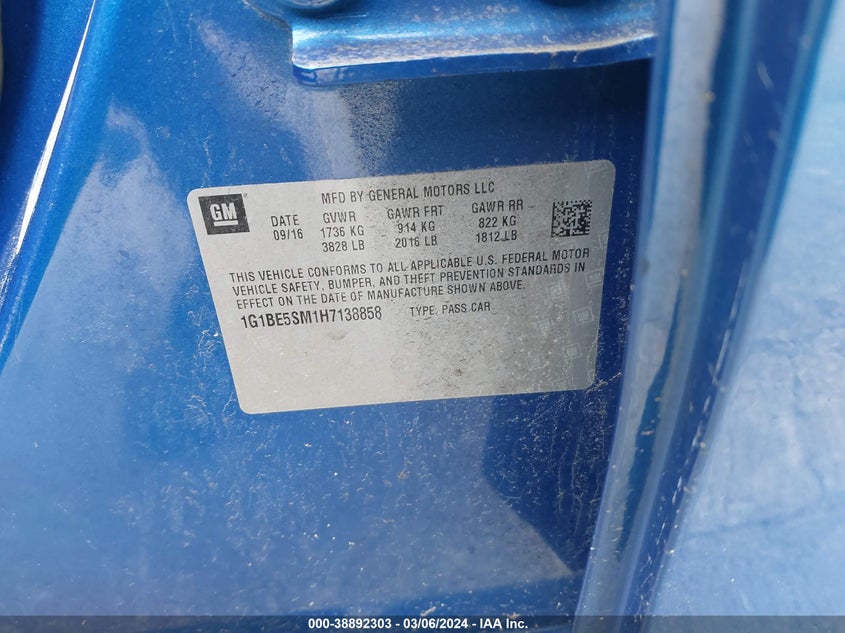 GM
MFD BY GENERAL MOTORS LLC
DATE GVWR GAWR FRT GAWR RR
09/16 1736 KG 914 KG 822 KG
3828 LB 2016 LB 1812 LB
THIS VEHICLE CONFORMS TO ALL APPLICABLE U.S. FEDERAL MOTOR
VEHICLE SAFETY, BUMPER, AND THEFT PREVENTION STANDARDS IN
EFFECT ON THE DATE OF MANUFACTURE SHOWN ABOVE.
1G1BE5SM1H7138858 TYPE: PASS CAR
000-38892303 - 03/06/2024 - IAA Inc.